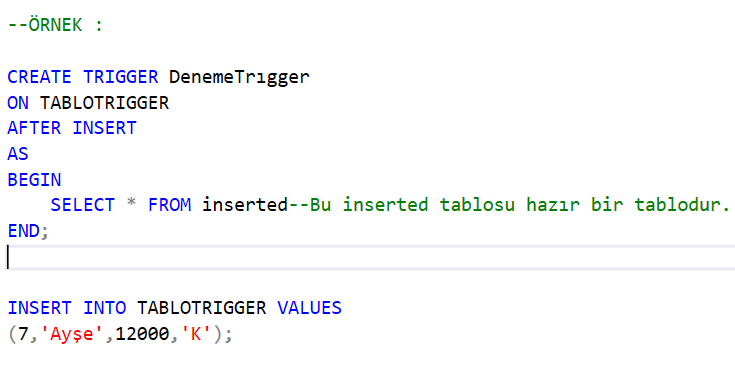 --ÖRNEK :
CREATE TRIGGER DenemeTrıgger
ON TABLOTRIGGER
AFTER INSERT
AS
BEGIN
SELECT * FROM inserted--Bu inserted tablosu hazır bir tablodur.
END;
INSERT INTO TABLOTRIGGER VALUES
(7,'Ayşe',12000,'K');